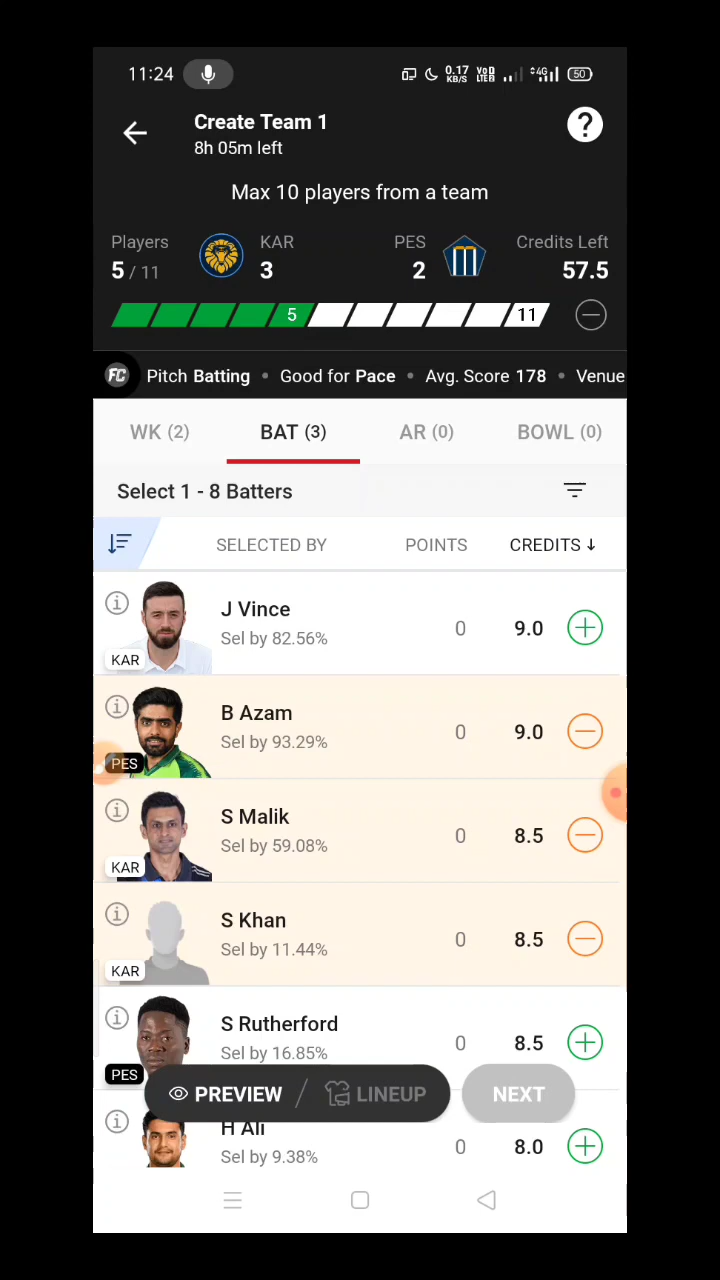 11:24 0.17 KB/S VoD LTE2 4G 50
Create Team 1
8h 05m left
?
Max 10 players from a team
Players KAR PES Credits Left
5 / 11 3 2 57.5
5 11
FC Pitch Batting • Good for Pace • Avg. Score 178 • Venue
WK (2) BAT (3) AR (0) BOWL (0)
Select 1 - 8 Batters
SELECTED BY POINTS CREDITS ↓
J Vince
Sel by 82.56% 0 9.0
KAR
B Azam
Sel by 93.29% 0 9.0
PES
S Malik
Sel by 59.08% 0 8.5
KAR
S Khan
Sel by 11.44% 0 8.5
KAR
S Rutherford
Sel by 16.85% 0 8.5
PES
PREVIEW / LINEUP NEXT
H Ali
Sel by 9.38% 0 8.0